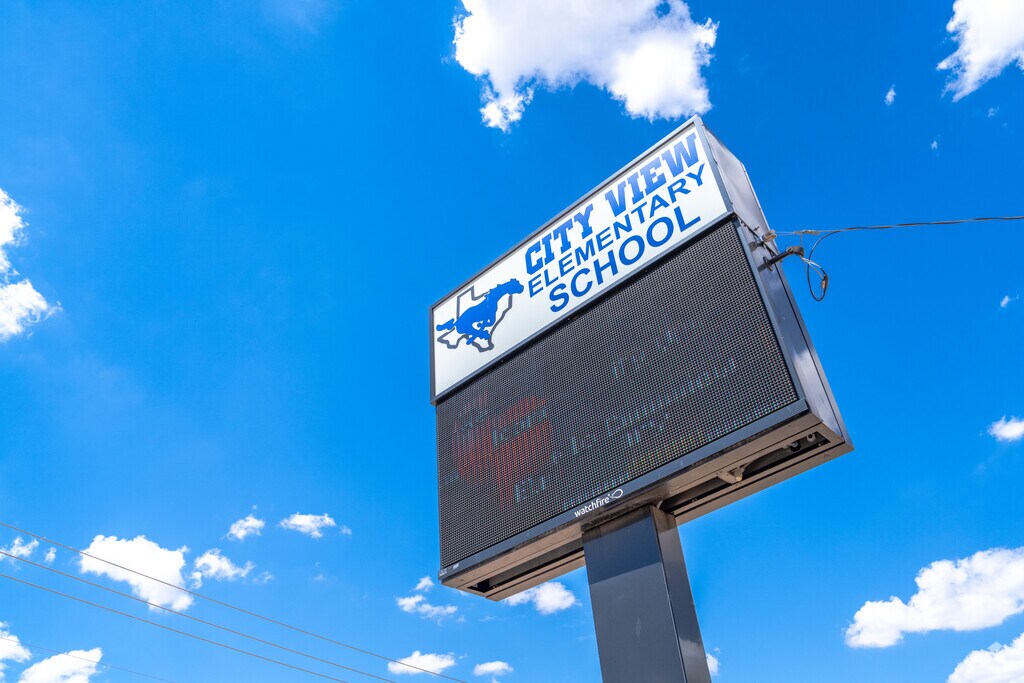 CITY VIEW
ELEMENTARY
SCHOOL
watchfire